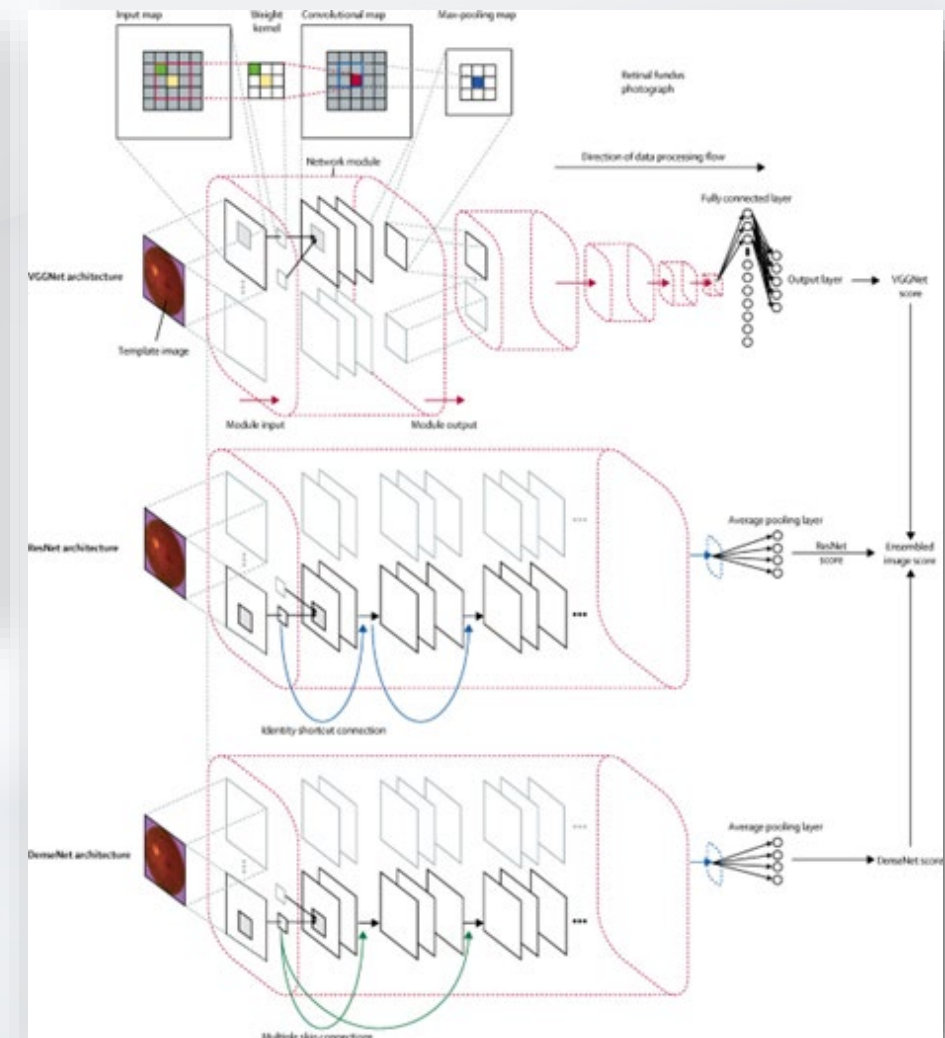 Input map
Weight
kernel
Convolutional map
Max-pooling map
Retinal fundus
photograph
Network module
Direction of data processing flow
Fully connected layer
VGGNet architecture
Output layer
VGGNet
score
Template image
Module input
Module output
ResNet architecture
Average pooling layer
ResNet
score
Ensembled
image score
Identity shortcut connection
DenseNet architecture
Average pooling layer
DenseNet score
Multiple skip connections